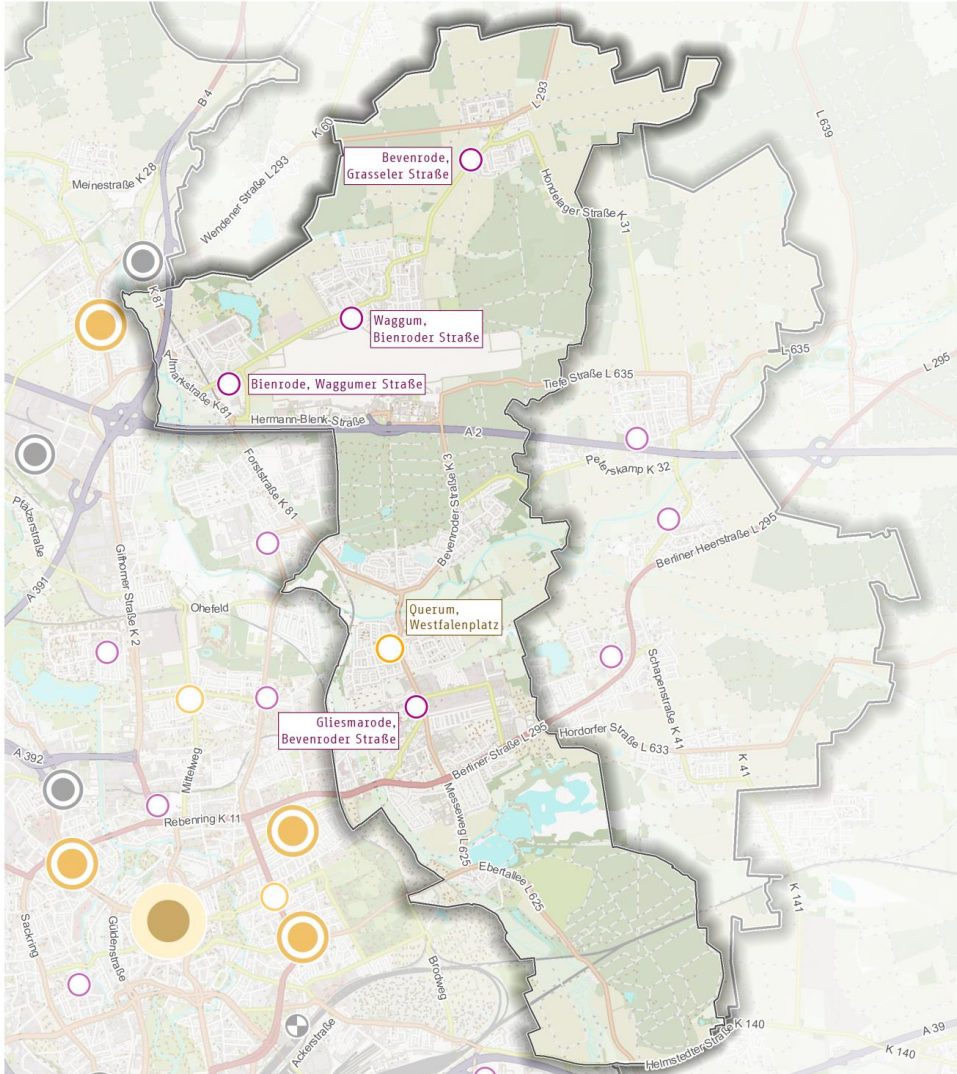 B 4
L 293
L 639
K 60
Meinestraße K 28
Wendener Straße L 293
Bevenrode,
Grasseler Straße
Hondelager Straße K 31
K 81
Waggum,
Bienroder Straße
L 635
L 295
Altmarkstraße K 81
Bienrode, Waggumer Straße
Tiefe Straße L 635
Hermann-Blenk-Straße
A 2
Peterskamp K 32
Forststraße K 81
Bevenroder Straße K 3
Pfälzerstraße
Gifhorner Straße K 2
Berliner Heerstraße L 295
A 391
Ohefeld
Querum,
Westfalenplatz
Schapenstraße K 41
Gliesmarode,
Bevenroder Straße
Hordorfer Straße L 633
Berliner Straße L 295
A 392
Mittelweg
K 41
Messeweg L 625
Rebenring K 11
Ebertallee L 625
K 141
Sackring
Güldenstraße
Brodweg
Ackerstraße
K 140
Helmstedter Straße
A 39
K 140